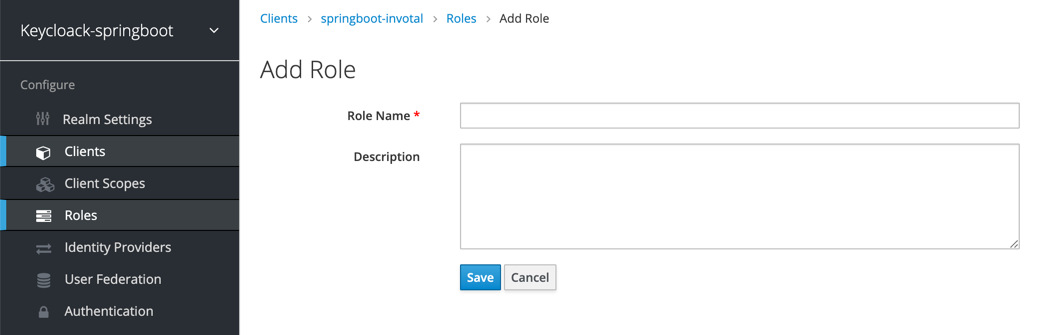 Keycloack-springboot
Configure
Realm Settings
Clients
Client Scopes
Roles
Identity Providers
User Federation
Authentication
Clients > springboot-invotal > Roles > Add Role
Add Role
Role Name *
Description
Save Cancel